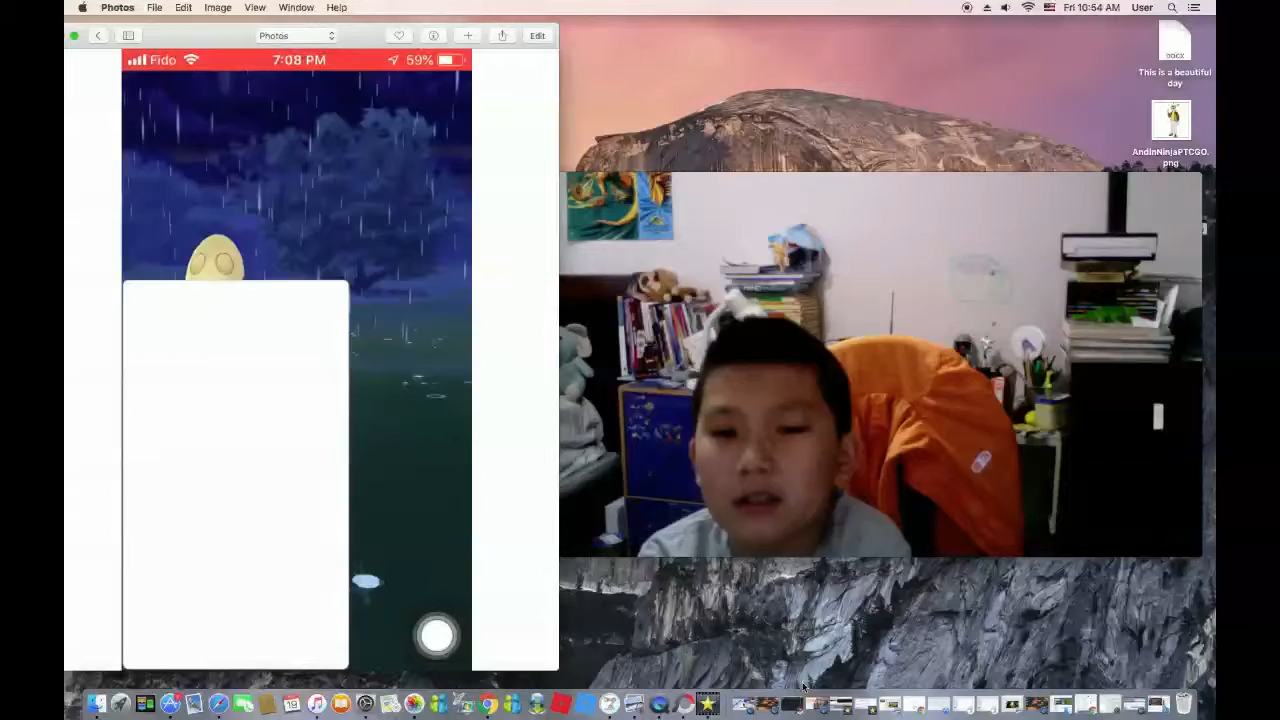 Photos File Edit Image View Window Help Fri 10:54 AM User
Photos Edit
Fido 7:08 PM 59%
DOCX
This is a beautiful
day
AndinNinjaPTCGO.
png